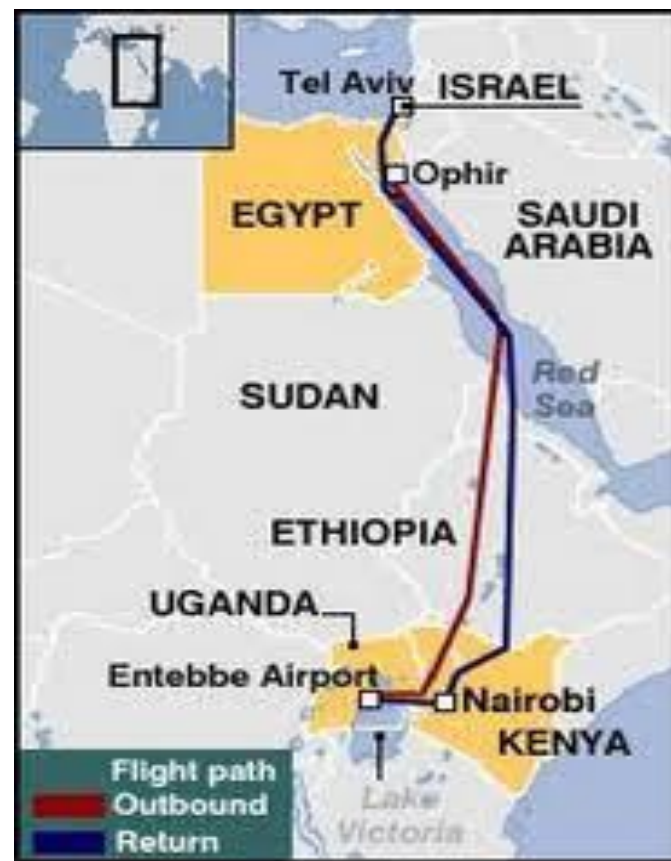 Tel Aviv
ISRAEL
Ophir
EGYPT
SAUDI
ARABIA
SUDAN
Red
Sea
ETHIOPIA
UGANDA
Entebbe Airport
Nairobi
KENYA
Flight path
Outbound
Return
Lake
Victoria